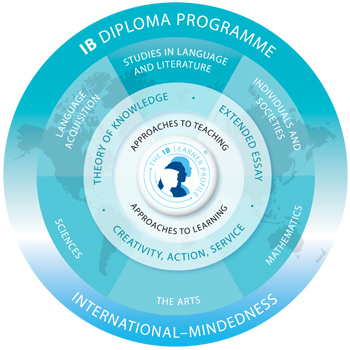 IB DIPLOMA PROGRAMME
STUDIES IN LANGUAGE
AND LITERATURE
LANGUAGE
ACQUISITION
INDIVIDUALS AND
SOCIETIES
THEORY OF KNOWLEDGE
EXTENDED ESSAY
APPROACHES TO TEACHING
THE IB LEARNER PROFILE
®
APPROACHES TO LEARNING
CREATIVITY, ACTION, SERVICE
SCIENCES
MATHEMATICS
THE ARTS
INTERNATIONAL–MINDEDNESS